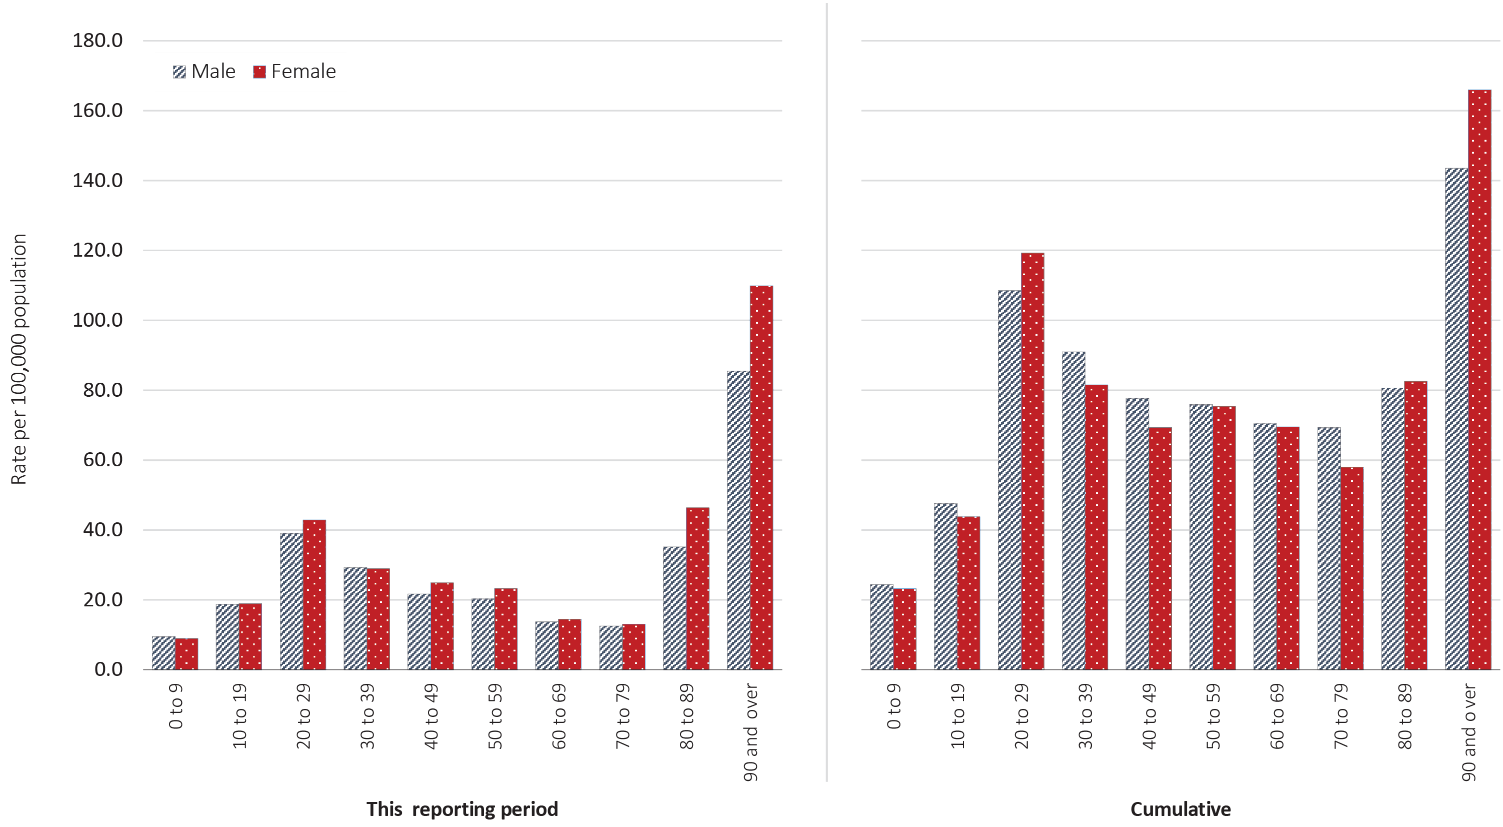 Rate per 100,000 population
180.0
160.0
140.0
120.0
100.0
80.0
60.0
40.0
20.0
0.0
Male
Female
0 to 9
10 to 19
20 to 29
30 to 39
40 to 49
50 to 59
60 to 69
70 to 79
80 to 89
90 and over
This reporting period
0 to 9
10 to 19
20 to 29
30 to 39
40 to 49
50 to 59
60 to 69
70 to 79
80 to 89
90 and over
Cumulative